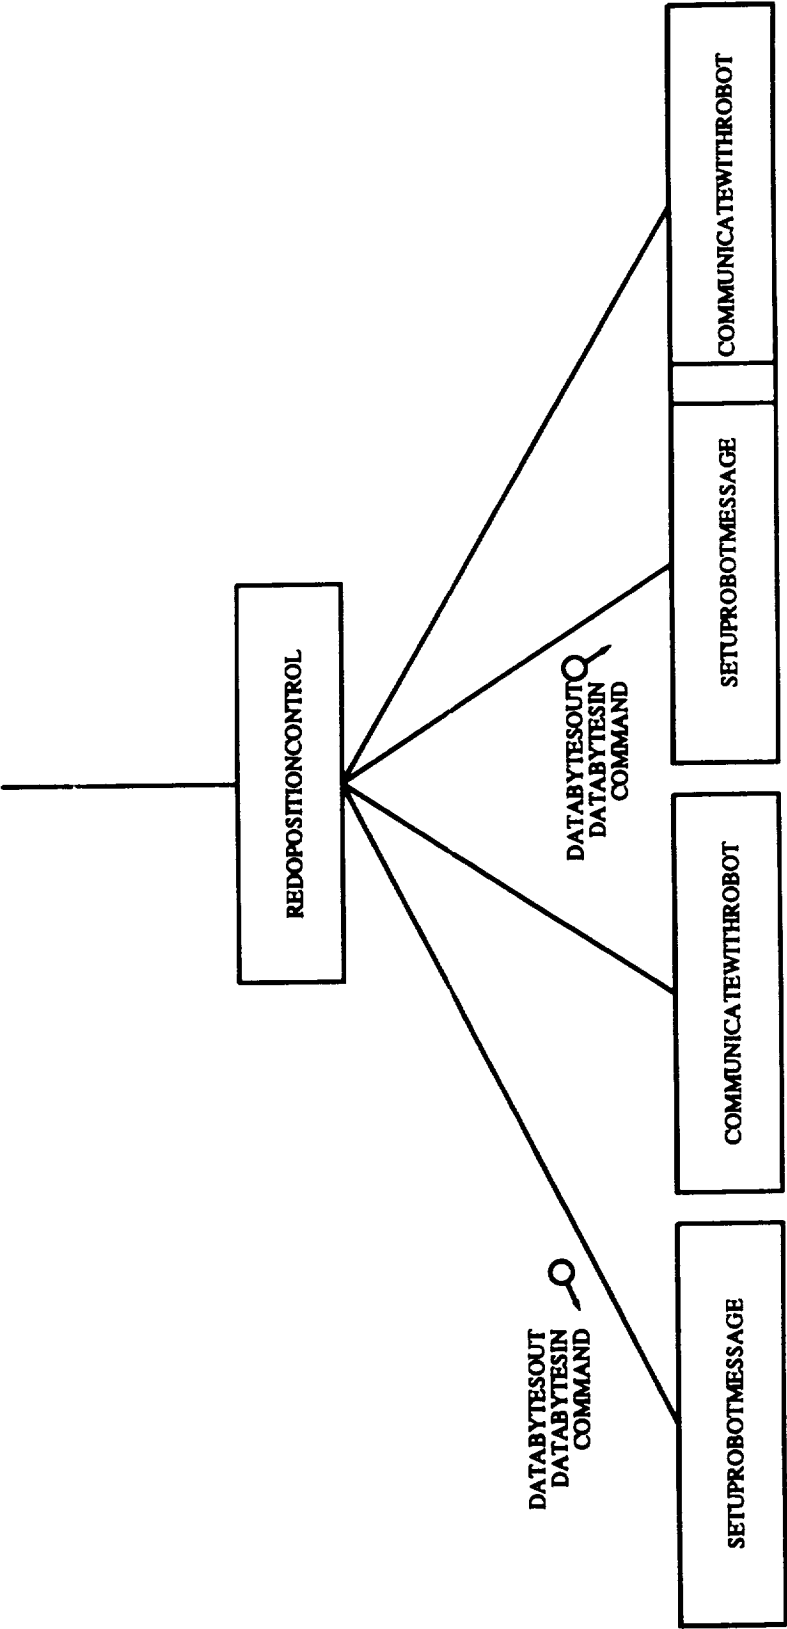 REDOPOSITIONCONTROL
DATABYTESOUT
DATABYTESIN
COMMAND
DATABYTESOUT
DATABYTESIN
COMMAND
SETUPROBOTMESSAGE
COMMUNICATEWITHROBOT
SETUPROBOTMESSAGE
COMMUNICATEWITHROBOT